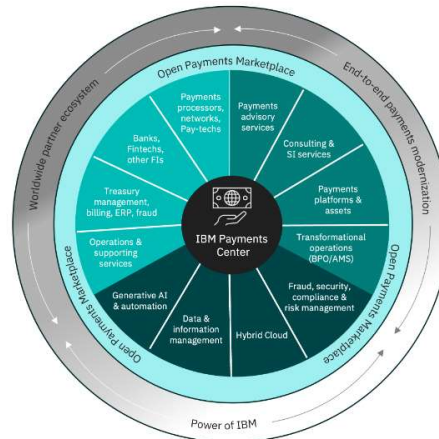 Worldwide partner ecosystem
End-to-end payments modernization
Power of IBM
Open Payments Marketplace
Open Payments Marketplace
Open Payments Marketplace
Payments
processors,
networks,
Pay-techs
Payments
advisory
services
Banks,
Fintechs,
other FIs
Consulting &
SI services
Treasury
management,
billing, ERP, fraud
Payments
platforms &
assets
IBM Payments
Center
Operations &
supporting
services
Transformational
operations
(BPO/AMS)
Generative AI
& automation
Fraud, security,
compliance &
risk management
Data &
information
management
Hybrid Cloud